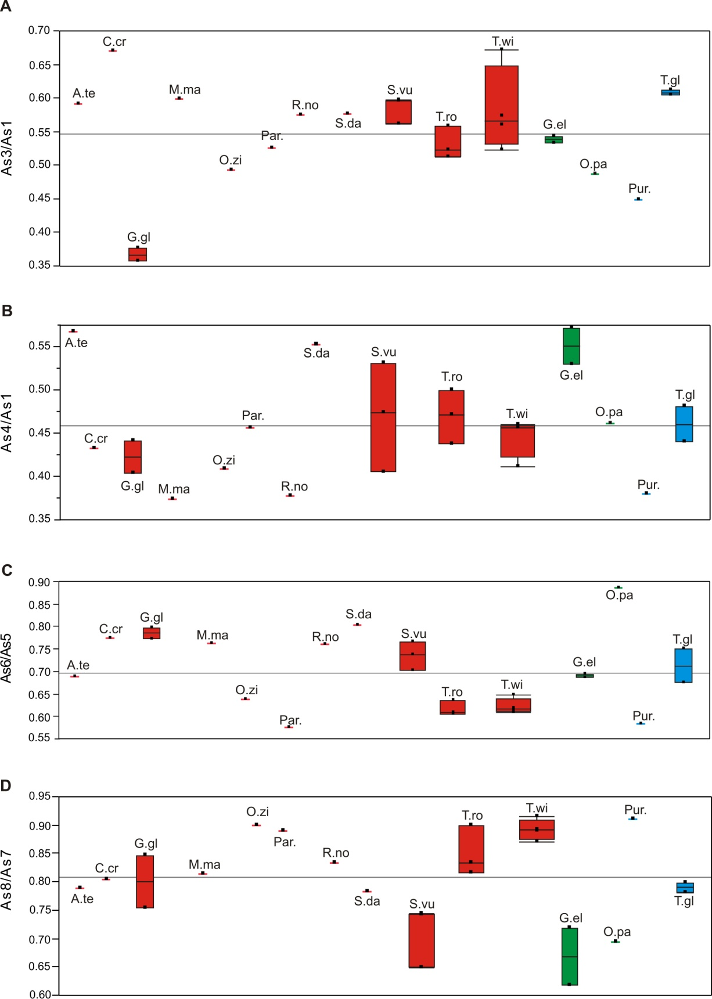 A
0.70
C.cr
T.wi
0.65
T.gl
M.ma
S.vu
A.te
0.60
R.no
T.ro
S.da
G.el
0.55
Par.
As3/As1
O.zi
O.pa
0.50
Pur.
0.45
0.40
G.gl
0.35
B
A.te
0.55
S.da
S.vu
G.el
T.ro
0.50
T.gl
Par.
T.wi
O.pa
As4/As1
0.45
C.cr
O.zi
0.40
G.gl
M.ma
R.no
Pur.
0.35
C
0.90
O.pa
0.85
S.da
G.gl
0.80
C.cr
M.ma
R.no
S.vu
T.gl
0.75
As6/As5
A.te
G.el
0.70
O.zi
T.ro
T.wi
0.65
Par.
Pur.
0.60
0.55
D
0.95
O.zi
T.ro
T.wi
Pur.
0.90
Par.
G.gl
R.no
0.85
C.cr
M.ma
As8/As7
0.80
A.te
S.da
S.vu
T.gl
0.75
G.el
O.pa
0.70
0.65
0.60